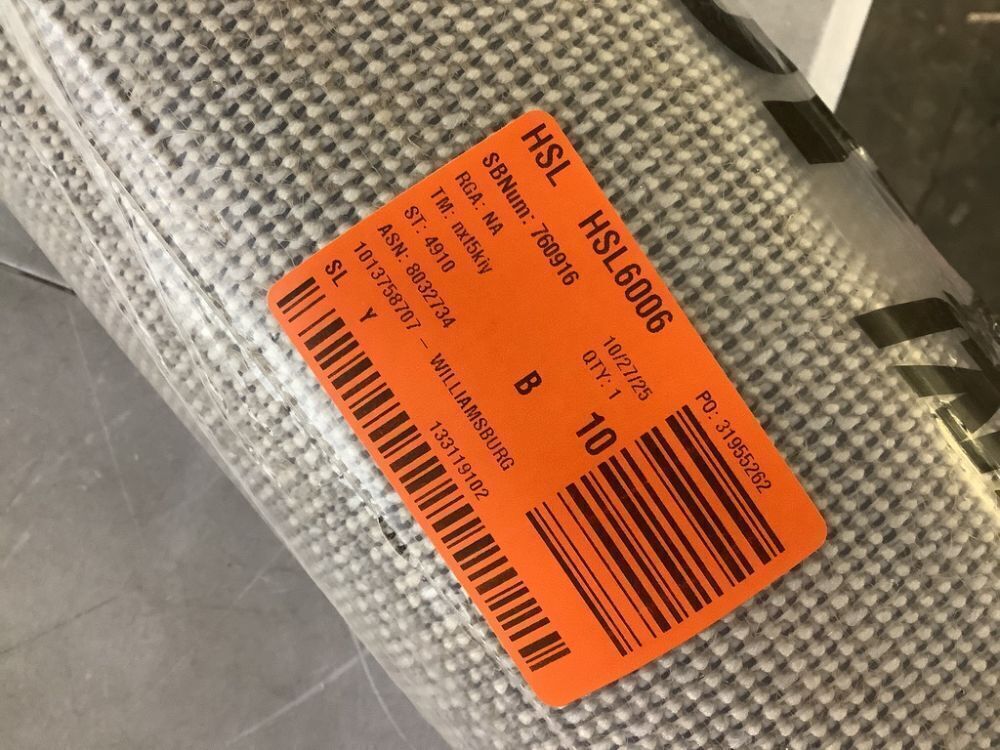 HSL HSL6006
SBNum: 760916 10/27/25 PO: 31955262
RGA: NA QTY: 1
TM: nxt5kiy
ST: 4910 B 10
ASN: 8032734
1013758707 – WILLIAMSBURG
SL Y 133119102